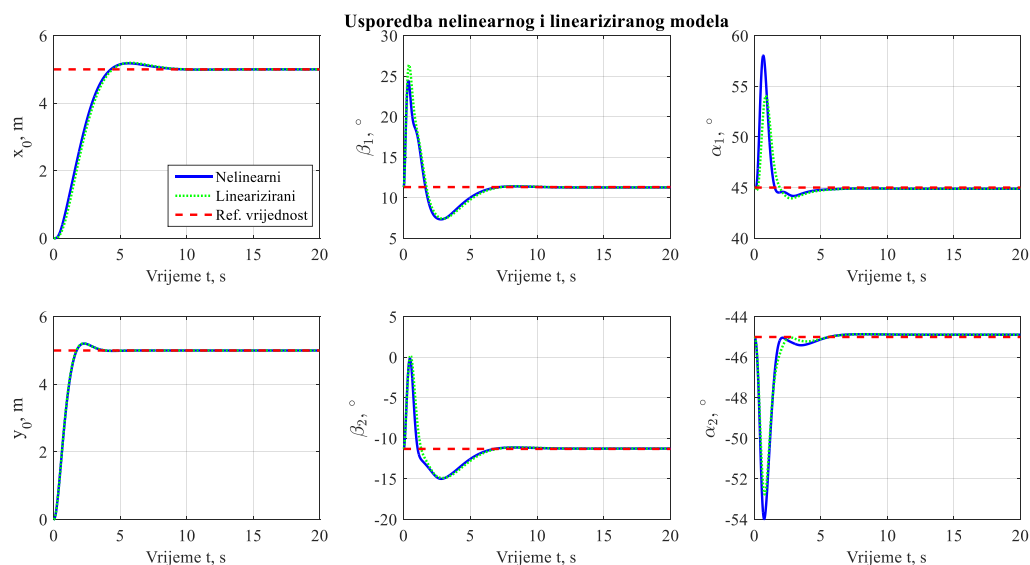 Usporedba nelinearnog i lineariziranog modela
6
4
2
0
x0, m
Nelinearni
Linearizirani
Ref. vrijednost
0 5 10 15 20
Vrijeme t, s
30
25
20
15
10
5
β1, °
0 5 10 15 20
Vrijeme t, s
60
55
50
45
40
α1, °
0 5 10 15 20
Vrijeme t, s
6
4
2
0
y0, m
0 5 10 15 20
Vrijeme t, s
5
0
-5
-10
-15
-20
β2, °
0 5 10 15 20
Vrijeme t, s
-44
-46
-48
-50
-52
-54
α2, °
0 5 10 15 20
Vrijeme t, s